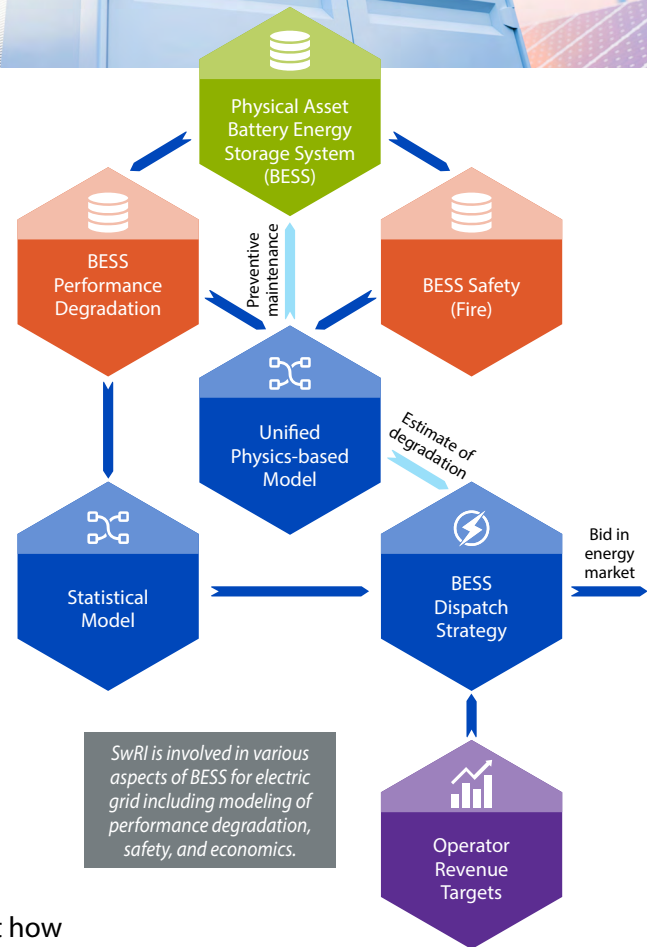 Physical Asset
Battery Energy
Storage System
(BESS)
BESS
Performance
Degradation
Preventive
maintenance
BESS Safety
(Fire)
Unified
Physics-based
Model
Estimate of
degradation
Statistical
Model
BESS
Dispatch
Strategy
Bid in
energy
market
SwRI is involved in various
aspects of BESS for electric
grid including modeling of
performance degradation,
safety, and economics.
Operator
Revenue
Targets
how